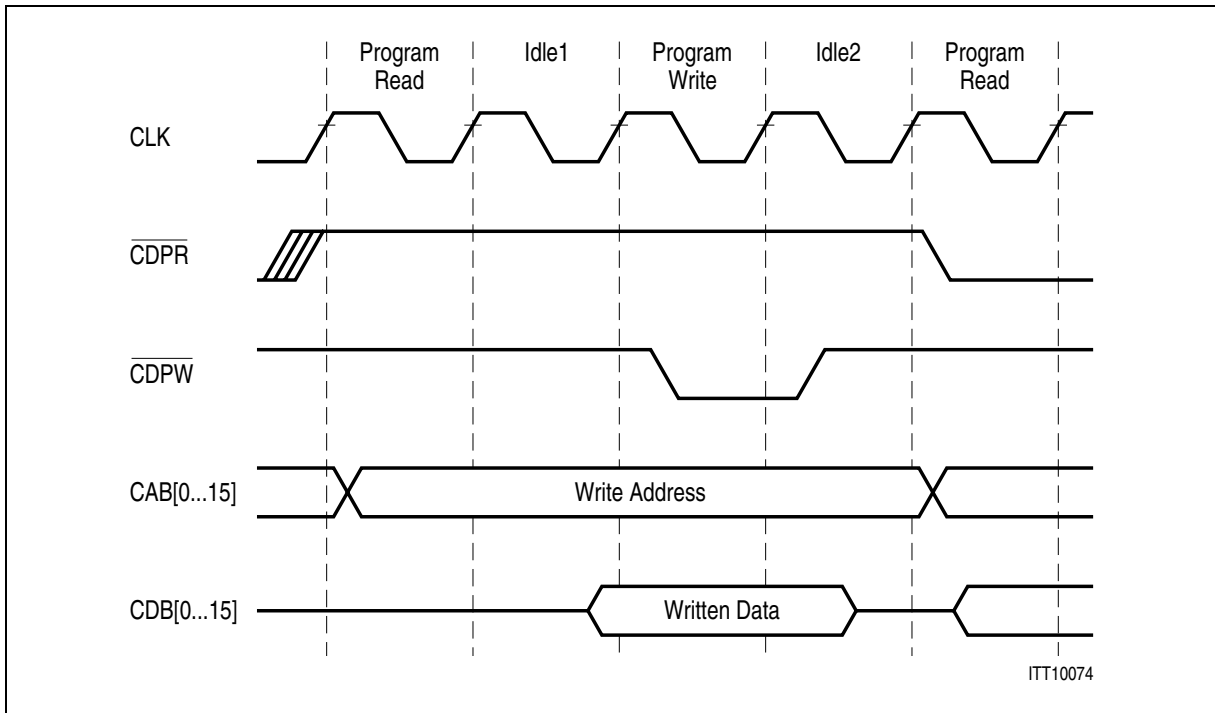 Program Read
Idle1
Program Write
Idle2
Program Read
CLK
CDPR
CDPW
CAB[0...15]
Write Address
CDB[0...15]
Written Data
ITT10074